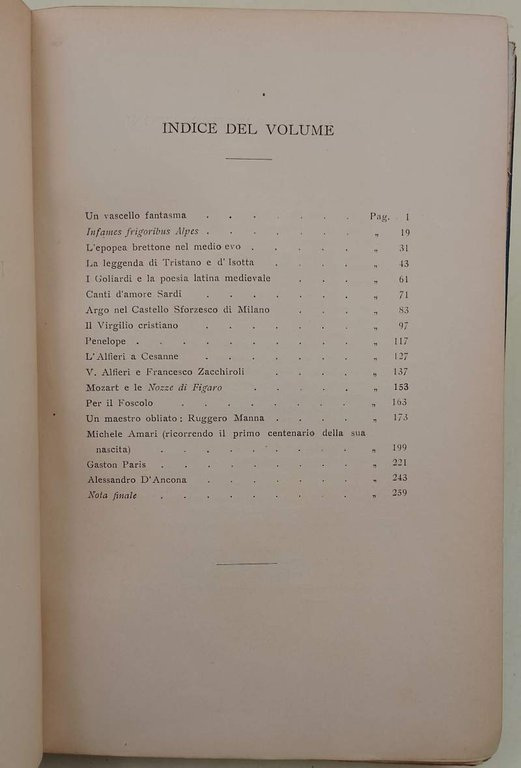 INDICE DEL VOLUME
Un vascello fantasma . . . . . . . Pag. 1
Infames frigoribus Alpes . . . . . . . „ 19
L'epopea brettone nel medio evo . . . . . „ 31
La leggenda di Tristano e d'Isotta . . . . „ 43
I Goliardi e la poesia latina medievale . . . „ 61
Canti d'amore Sardi . . . . . . . „ 71
Argo nel Castello Sforzesco di Milano . . . „ 83
Il Virgilio cristiano . . . . . . . „ 97
Penelope . . . . . . . . . . „ 117
L'Alfieri a Cesanne . . . . . . . „ 127
V. Alfieri e Francesco Zacchiroli . . . . . „ 137
Mozart e le Nozze di Figaro . . . . . „ 153
Per il Foscolo . . . . . . . . „ 163
Un maestro obliato: Ruggero Manna . . . . „ 173
Michele Amari (ricorrendo il primo centenario della sua
nascita) . . . . . . . . . „ 199
Gaston Paris . . . . . . . . . „ 221
Alessandro D'Ancona . . . . . . . „ 243
Nota finale . . . . . . . . . „ 259